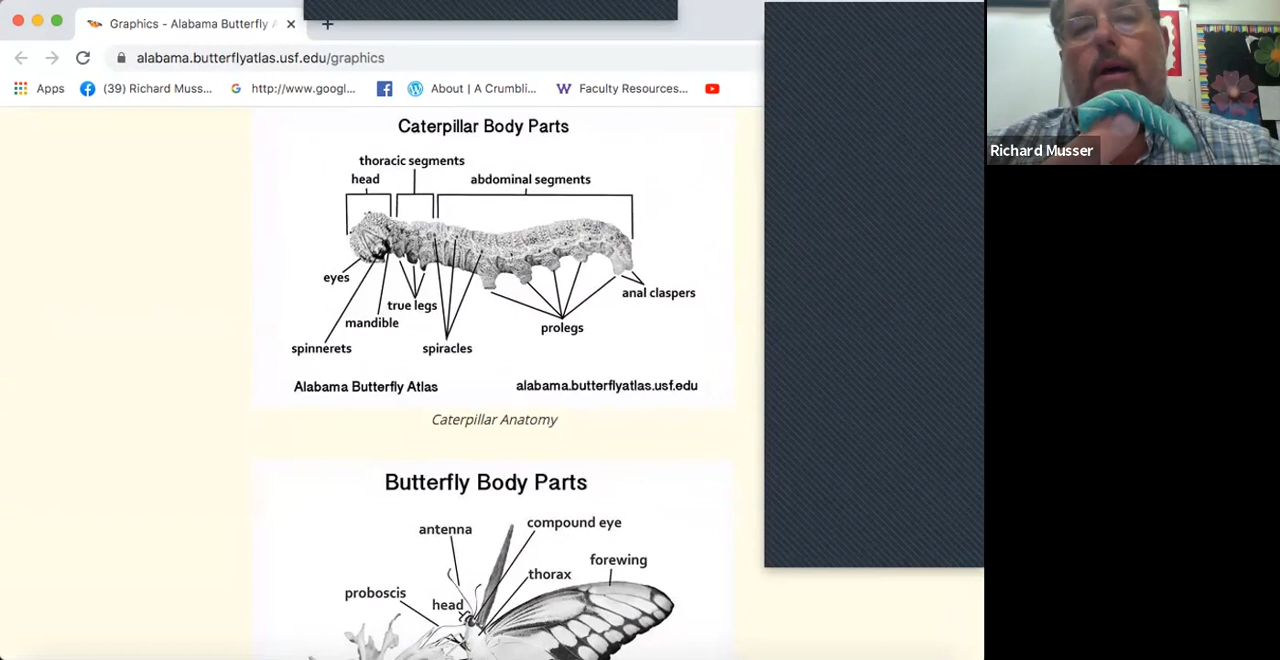 Graphics - Alabama Butterfly A
alabama.butterflyatlas.usf.edu/graphics
Apps
(39) Richard Muss...
http://www.googl...
About | A Crumbli...
Faculty Resources...
Richard Musser
Caterpillar Body Parts
thoracic segments
head
abdominal segments
eyes
anal claspers
true legs
mandible
prolegs
spinnerets
spiracles
Alabama Butterfly Atlas
alabama.butterflyatlas.usf.edu
Caterpillar Anatomy
Butterfly Body Parts
antenna
compound eye
forewing
thorax
proboscis
head